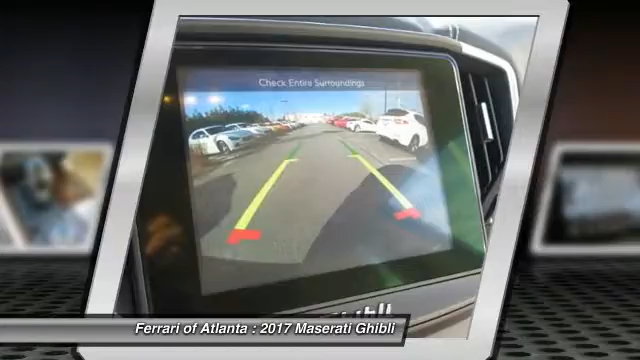 Check Entire Surroundings
Ferrari of Atlanta : 2017 Maserati Ghibli